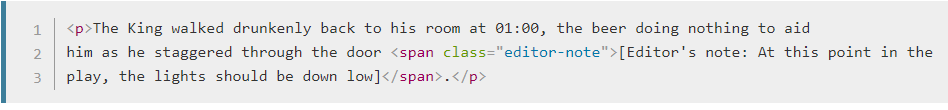 1 <p>The King walked drunkenly back to his room at 01:00, the beer doing nothing to aid
2 him as he staggered through the door <span class="editor-note">[Editor's note: At this point in the
3 play, the lights should be down low]</span>.</p>